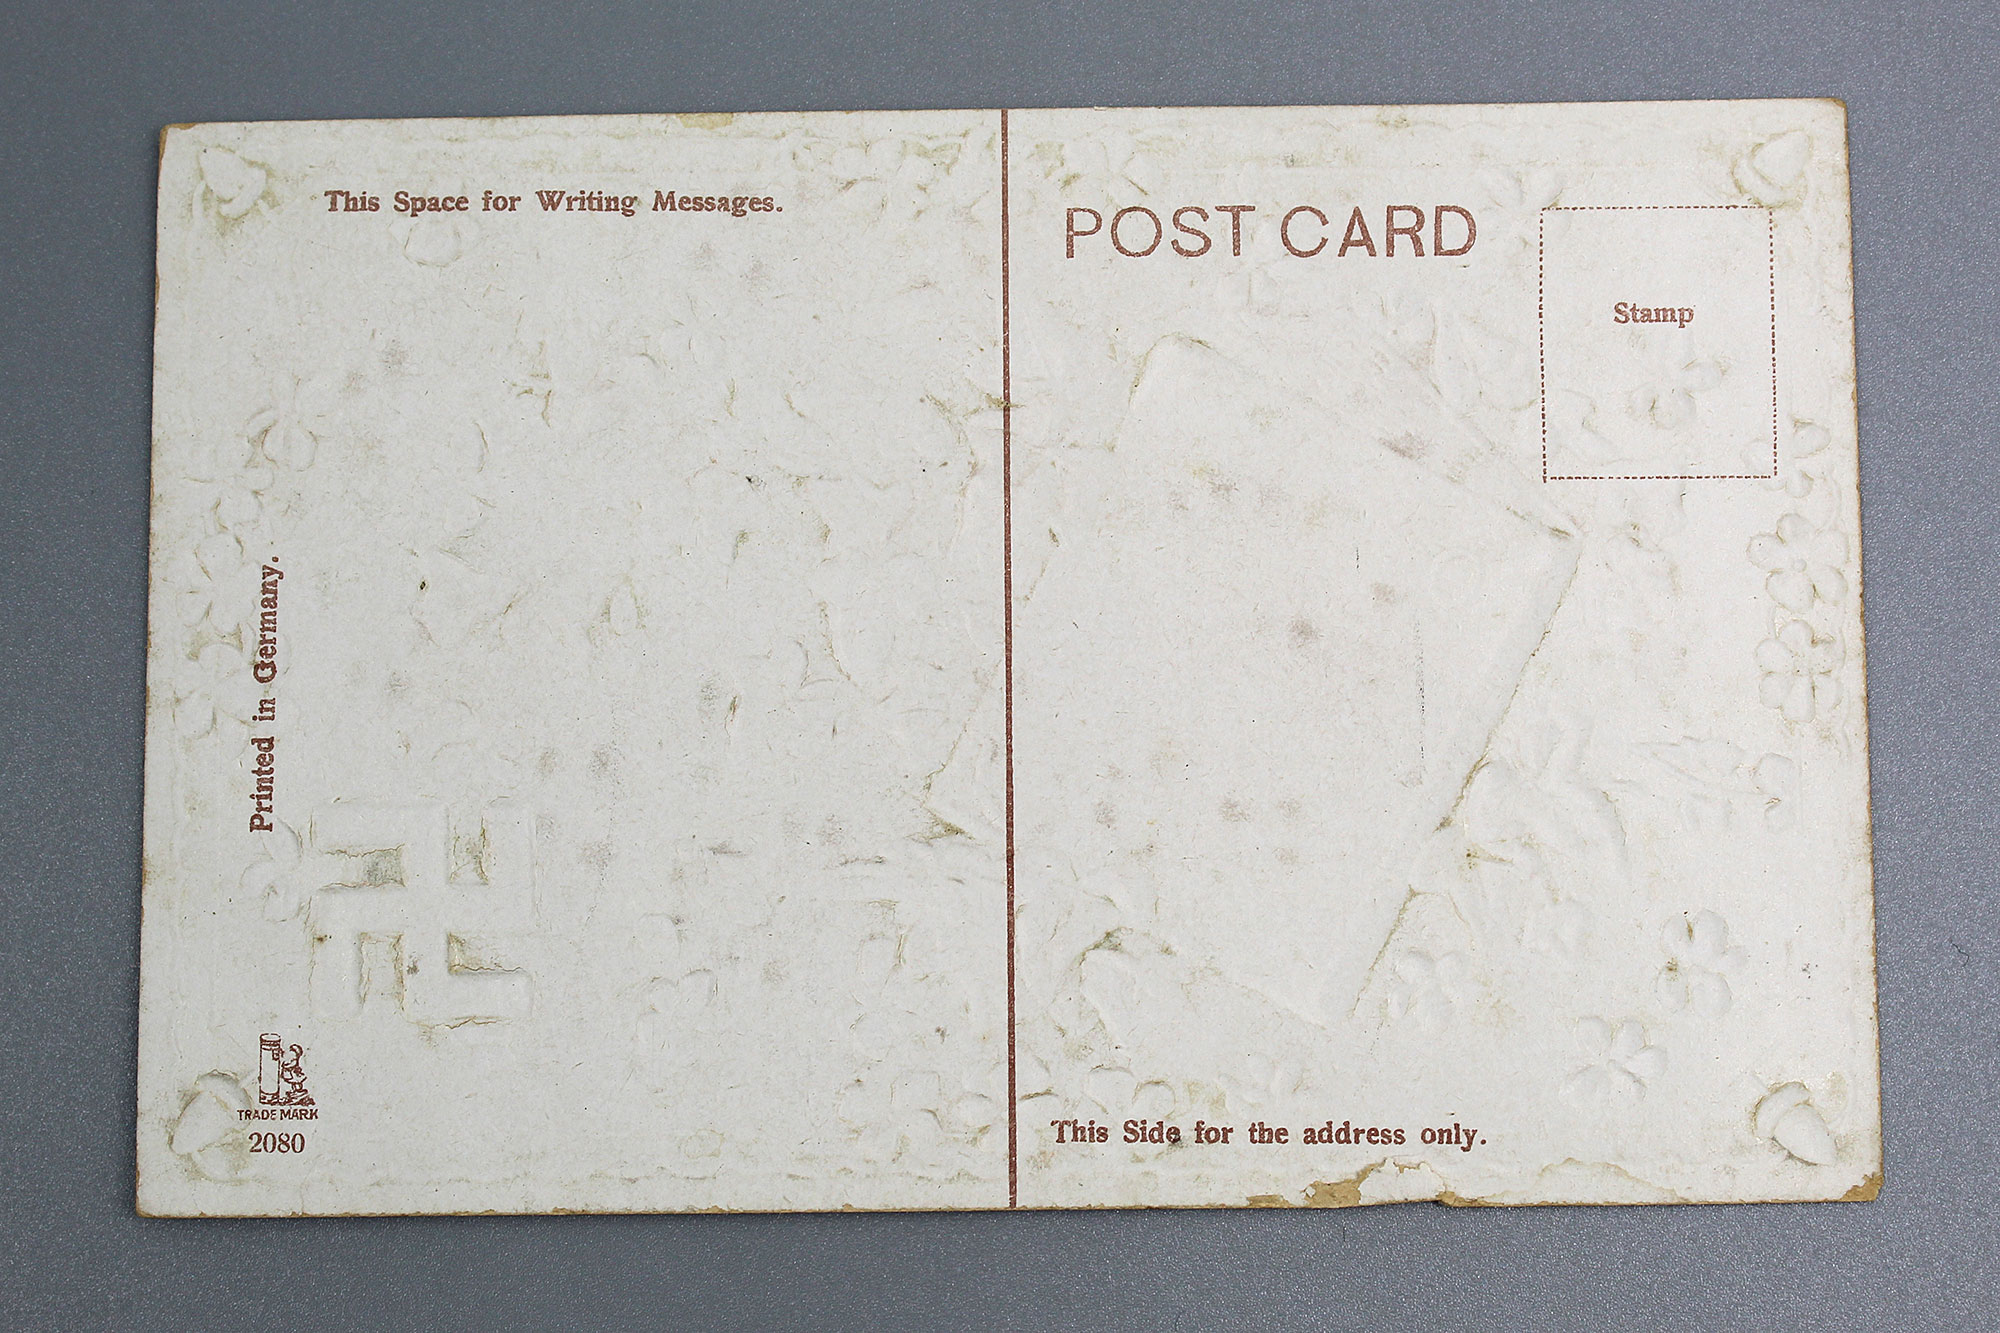 This Space for Writing Messages.
POST CARD
Stamp
Printed in Germany.
TRADE MARK
2080
This Side for the address only.